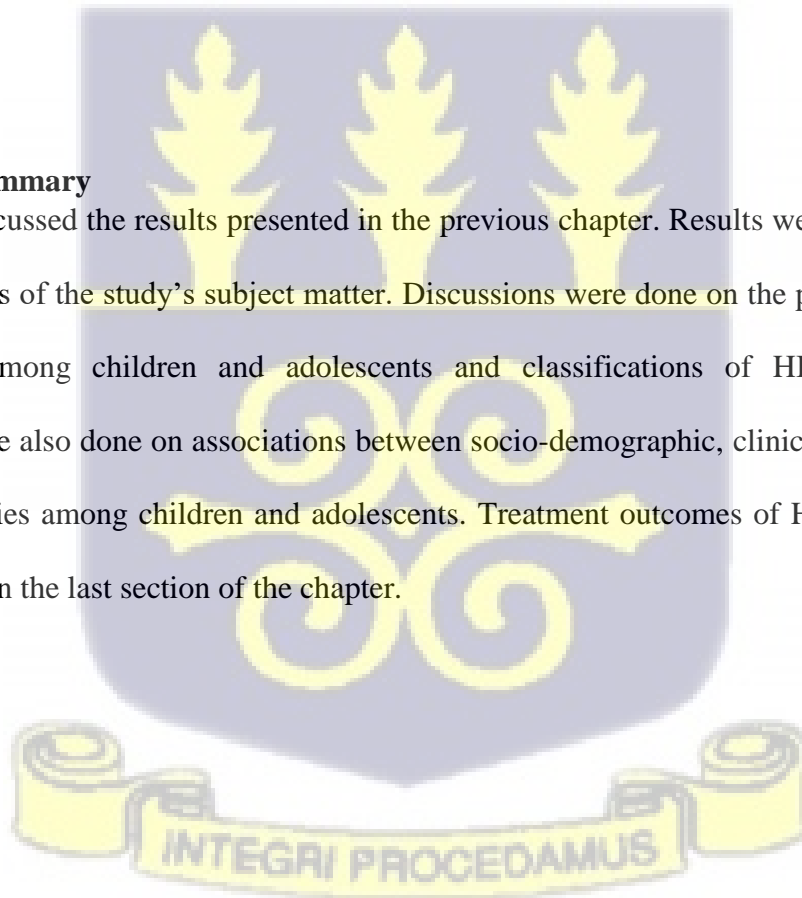 mmary
cussed the results presented in the previous chapter. Results we
s of the study’s subject matter. Discussions were done on the p
mong children and adolescents and classifications of HI
e also done on associations between socio-demographic, clinic
ies among children and adolescents. Treatment outcomes of H
n the last section of the chapter.
INTEGRI PROCEDAMUS